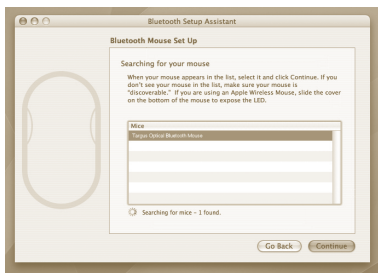 Bluetooth Setup Assistant
Bluetooth Mouse Set Up
Searching for your mouse
When your mouse appears in the list, select it and click Continue. If you
don't see your mouse in the list, make sure your mouse is
"discoverable." If you are using an Apple Wireless Mouse, slide the cover
on the bottom of the mouse to expose the LED.
Mice
Targus Optical Bluetooth Mouse
Searching for mice – 1 found.
Go Back
Continue